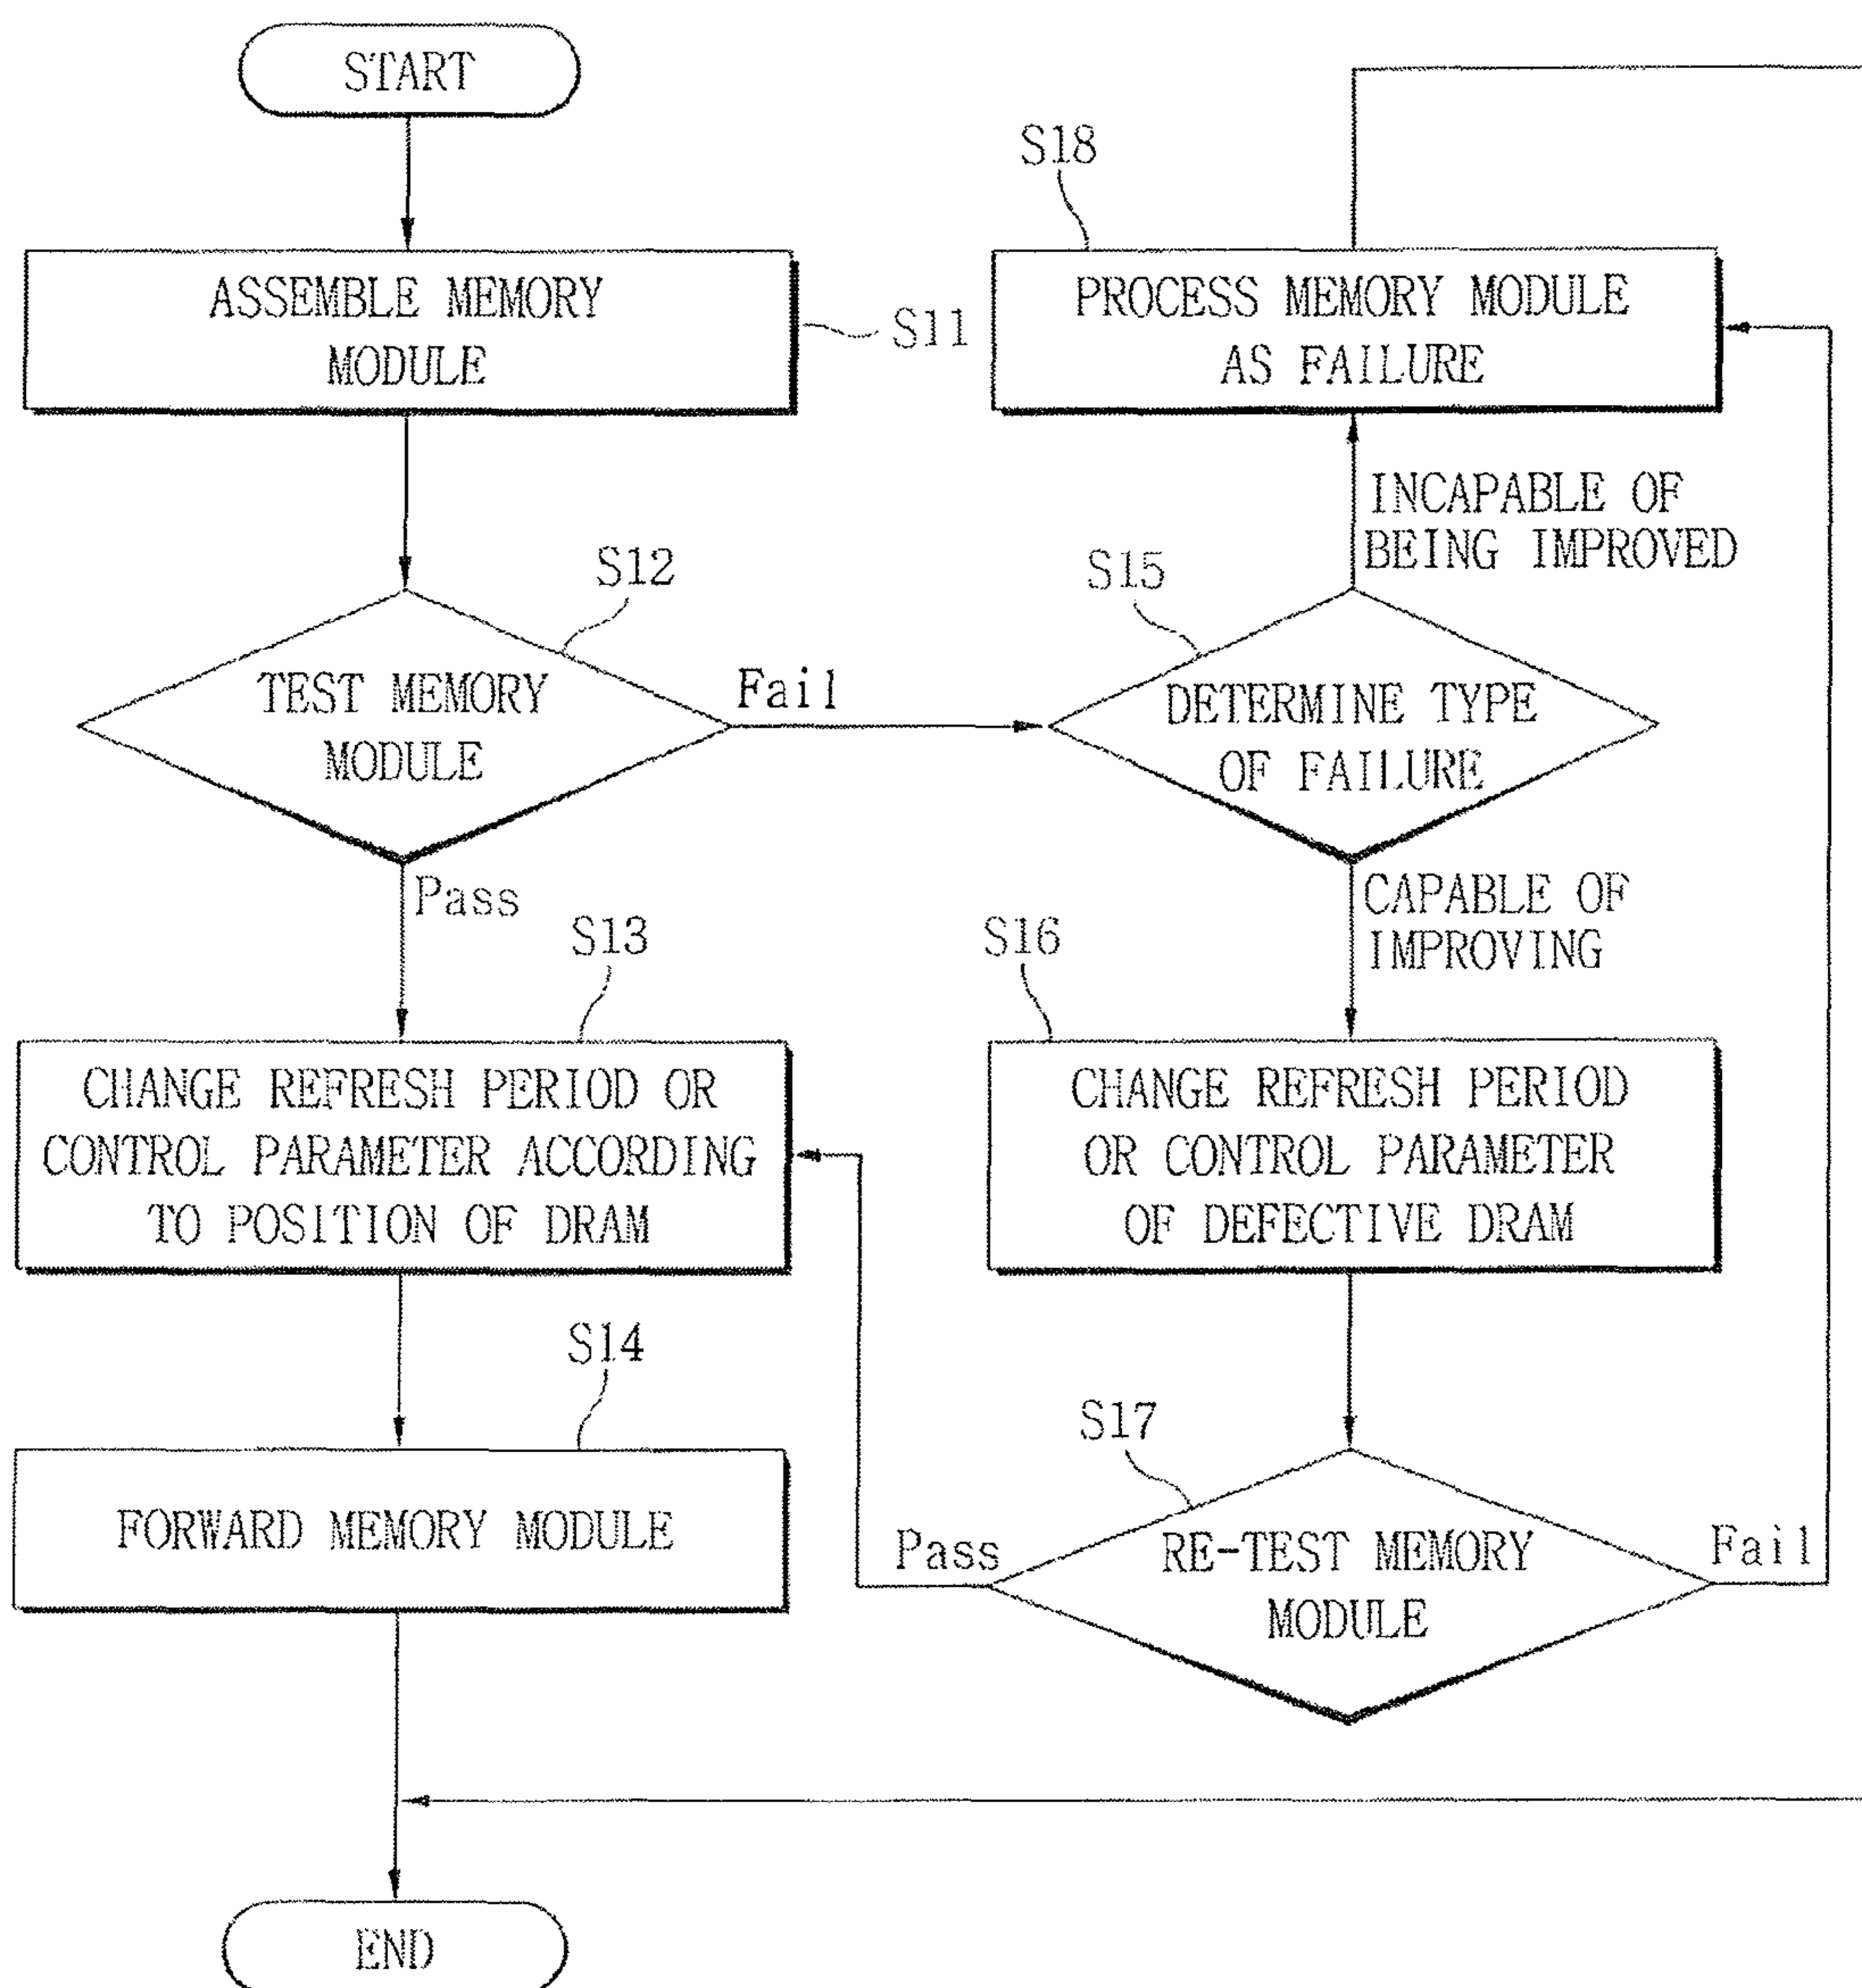 START
ASSEMBLE MEMORY
MODULE
S11
S12
TEST MEMORY
MODULE
Fail
Pass
S13
CHANGE REFRESH PERIOD OR
CONTROL PARAMETER ACCORDING
TO POSITION OF DRAM
S14
FORWARD MEMORY MODULE
END
S18
PROCESS MEMORY MODULE
AS FAILURE
INCAPABLE OF
BEING IMPROVED
S15
DETERMINE TYPE
OF FAILURE
CAPABLE OF
IMPROVING
S16
CHANGE REFRESH PERIOD
OR CONTROL PARAMETER
OF DEFECTIVE DRAM
S17
RE-TEST MEMORY
MODULE
Pass
Fail